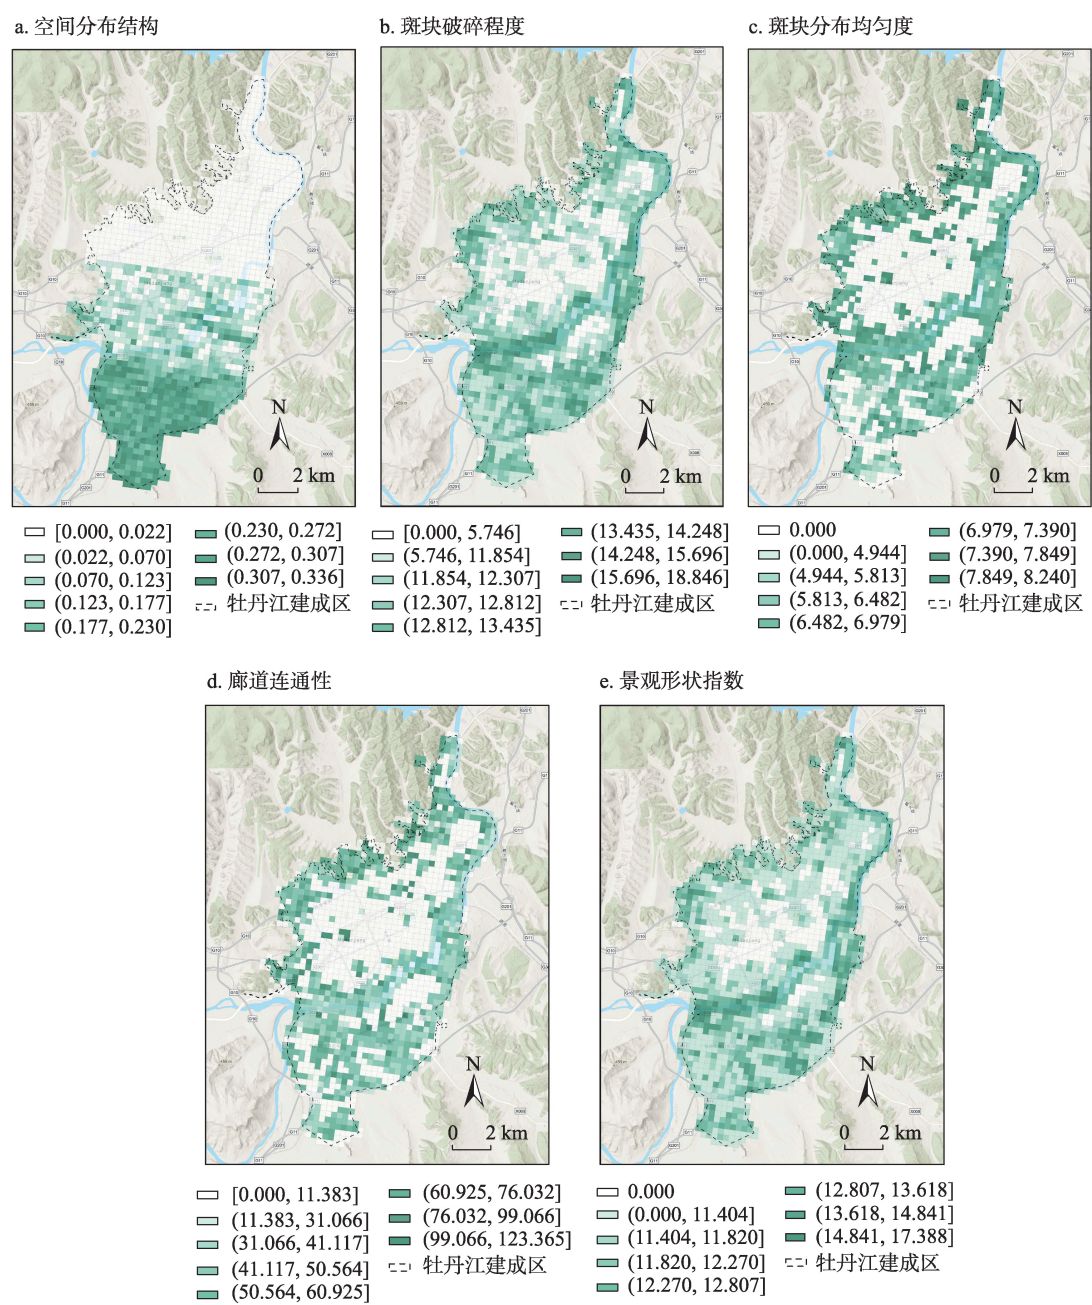 a. 空间分布结构
b. 斑块破碎程度
c. 斑块分布均匀度
N
0 2 km
N
0 2 km
N
0 2 km
[0.000, 0.022]
(0.022, 0.070]
(0.070, 0.123]
(0.123, 0.177]
(0.177, 0.230]
(0.230, 0.272]
(0.272, 0.307]
(0.307, 0.336]
牡丹江建成区
[0.000, 5.746]
(5.746, 11.854]
(11.854, 12.307]
(12.307, 12.812]
(12.812, 13.435]
(13.435, 14.248]
(14.248, 15.696]
(15.696, 18.846]
牡丹江建成区
0.000
(0.000, 4.944]
(4.944, 5.813]
(5.813, 6.482]
(6.482, 6.979]
(6.979, 7.390]
(7.390, 7.849]
(7.849, 8.240]
牡丹江建成区
d. 廊道连通性
e. 景观形状指数
N
0 2 km
N
0 2 km
[0.000, 11.383]
(11.383, 31.066]
(31.066, 41.117]
(41.117, 50.564]
(50.564, 60.925]
(60.925, 76.032]
(76.032, 99.066]
(99.066, 123.365]
牡丹江建成区
0.000
(0.000, 11.404]
(11.404, 11.820]
(11.820, 12.270]
(12.270, 12.807]
(12.807, 13.618]
(13.618, 14.841]
(14.841, 17.388]
牡丹江建成区